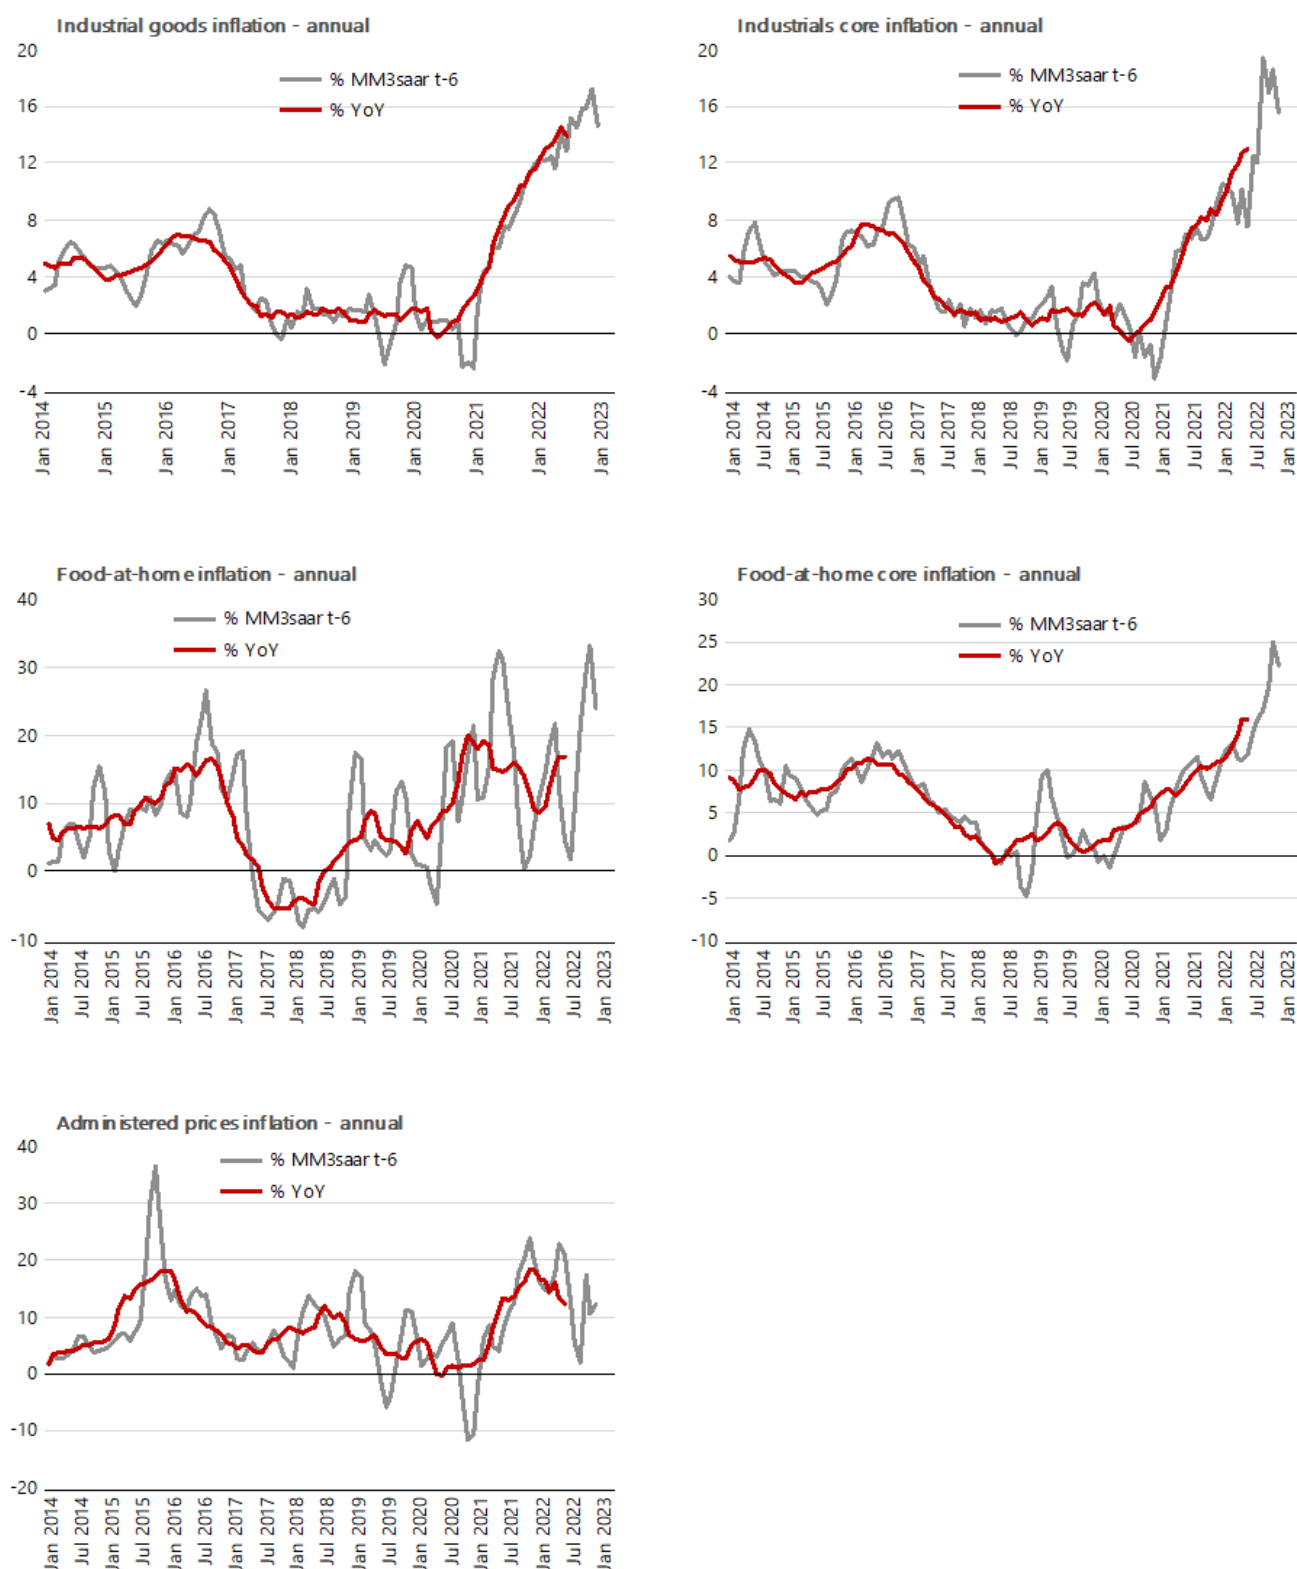 Industrial goods inflation - annual
20
16
12
8
4
0
-4
% MM3saar t-6
% YoY
Jan 2014
Jan 2015
Jan 2016
Jan 2017
Jan 2018
Jan 2019
Jan 2020
Jan 2021
Jan 2022
Jan 2023
Industrials core inflation - annual
20
16
12
8
4
0
-4
% MM3saar t-6
% YoY
Jan 2014
Jul 2014
Jan 2015
Jul 2015
Jan 2016
Jul 2016
Jan 2017
Jul 2017
Jan 2018
Jul 2018
Jan 2019
Jul 2019
Jan 2020
Jul 2020
Jan 2021
Jul 2021
Jan 2022
Jul 2022
Jan 2023
Food-at-home inflation - annual
40
30
20
10
0
-10
% MM3saar t-6
% YoY
Jan 2014
Jul 2014
Jan 2015
Jul 2015
Jan 2016
Jul 2016
Jan 2017
Jul 2017
Jan 2018
Jul 2018
Jan 2019
Jul 2019
Jan 2020
Jul 2020
Jan 2021
Jul 2021
Jan 2022
Jul 2022
Jan 2023
Food-at-home core inflation - annual
30
25
20
15
10
5
0
-5
-10
% MM3saar t-6
% YoY
Jan 2014
Jul 2014
Jan 2015
Jul 2015
Jan 2016
Jul 2016
Jan 2017
Jul 2017
Jan 2018
Jul 2018
Jan 2019
Jul 2019
Jan 2020
Jul 2020
Jan 2021
Jul 2021
Jan 2022
Jul 2022
Jan 2023
Administered prices inflation - annual
40
30
20
10
0
-10
-20
% MM3saar t-6
% YoY
Jan 2014
Jul 2014
Jan 2015
Jul 2015
Jan 2016
Jul 2016
Jan 2017
Jul 2017
Jan 2018
Jul 2018
Jan 2019
Jul 2019
Jan 2020
Jul 2020
Jan 2021
Jul 2021
Jan 2022
Jul 2022
Jan 2023